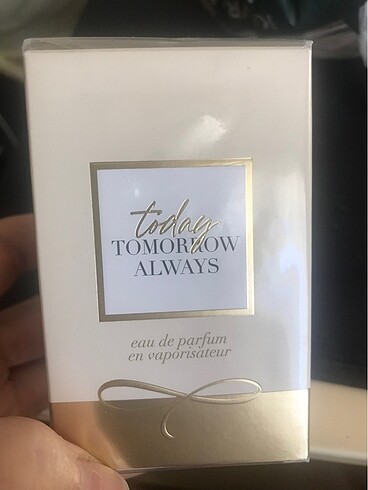 today
TOMORROW
ALWAYS
eau de parfum
en vaporisateur